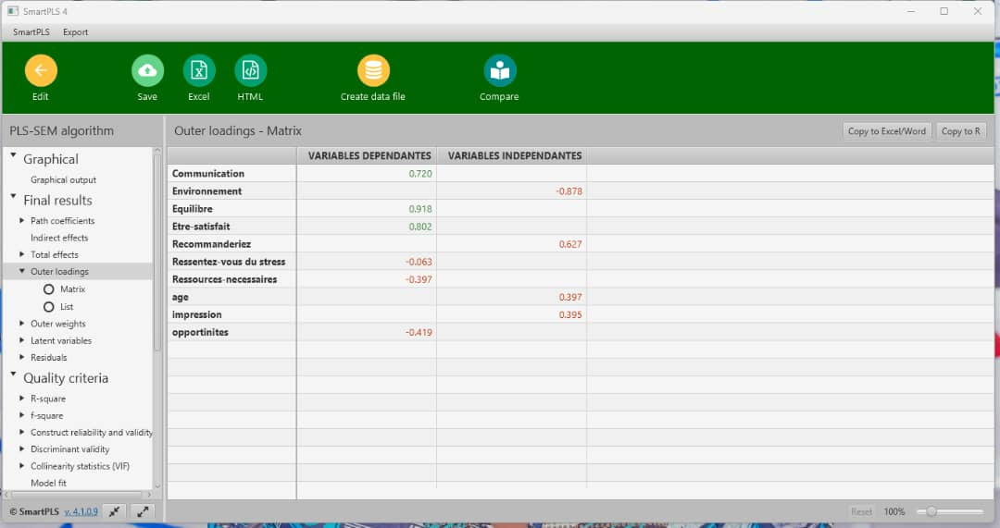 SmartPLS 4
SmartPLS Export
Edit Save Excel HTML Create data file Compare
PLS-SEM algorithm
Graphical
Graphical output
Final results
Path coefficients
Indirect effects
Total effects
Outer loadings
Matrix
List
Outer weights
Latent variables
Residuals
Quality criteria
R-square
f-square
Construct reliability and validity
Discriminant validity
Collinearity statistics (VIF)
Model fit
© SmartPLS v. 4.1.0.9
Outer loadings - Matrix Copy to Excel/Word Copy to R
VARIABLES DEPENDANTES VARIABLES INDEPENDANTES
Communication 0.720
Environnement -0.878
Equilibre 0.918
Etre-satisfait 0.802
Recommanderiez 0.627
Ressentez-vous du stress -0.063
Ressources-necessaires -0.397
age 0.397
impression 0.395
opportinites -0.419
Reset 100%